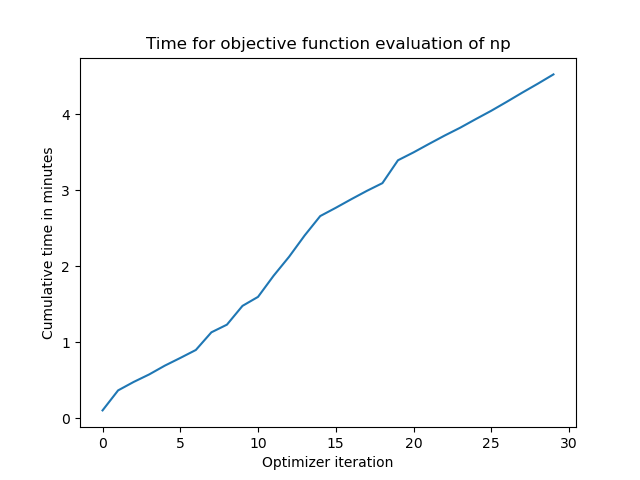 Time for objective function evaluation of np
Cumulative time in minutes
4
3
2
1
0
0 5 10 15 20 25 30
Optimizer iteration